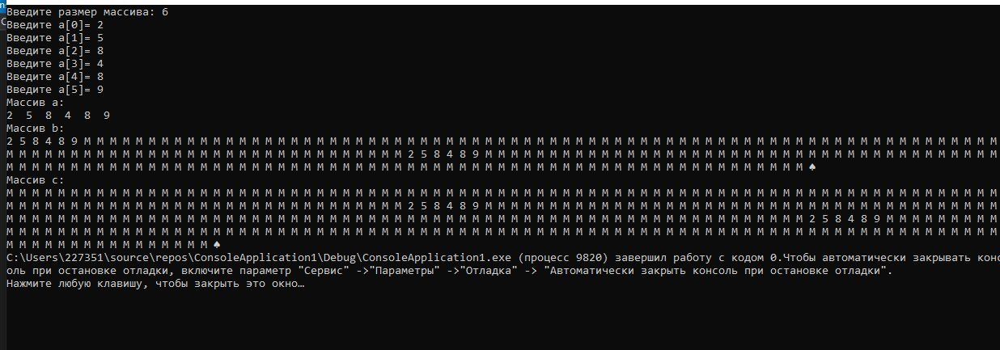 Введите размер массива: 6
Введите a[0]= 2
Введите a[1]= 5
Введите a[2]= 8
Введите a[3]= 4
Введите a[4]= 8
Введите a[5]= 9
Массив a:
2 5 8 4 8 9
Массив b:
2 5 8 4 8 9 M M M M M M M M M M M M M M M M M M M M M M M M M M M M M M M M M M M M M M M M M M M M M M M M M M M M M M M M M M M M M M M M M M M M M M M
M M M M M M M M M M M M M M M M M M M M M M M M M M M M M M M 2 5 8 4 8 9 M M M M M M M M M M M M M M M M M M M M M M M M M M M M M M M M M M M M M M M M
M M M M M M M M M M M M M M M M M M M M M M M M M M M M M M M M M M M M M M M M M M M M M M M M M M M M M M M M M M M M M M ♠
Массив c:
M M M M M M M M M M M M M M M M M M M M M M M M M M M M M M M M M M M M M M M M M M M M M M M M M M M M M M M M M M M M M M M M M M M M M M M M M M M M M
M M M M M M M M M M M M M M M M M M M M M M M M M M M M M M M 2 5 8 4 8 9 M M M M M M M M M M M M M M M M M M M M M M M M M M M M M M M M M M M M M M M M
M M M M M M M M M M M M M M M M M M M M M M M M M M M M M M M M M M M M M M M M M M M M M M M M M M M M M M M M M M M M M M 2 5 8 4 8 9 M M M M M M M M M
M M M M M M M M M M M M M M M M M M M M M M M M M M M M M M M M M M M M M M M M M M M M M M M M M M M M M M M M M M M M M M M M M M M M M M M M M M M M M
M M M M M M M M M M M M M M M M ♠
C:\Users\227351\source\repos\ConsoleApplication1\Debug\ConsoleApplication1.exe (процесс 9820) завершил работу с кодом 0.Чтобы автоматически закрывать конс
оль при остановке отладки, включите параметр "Сервис" ->"Параметры" ->"Отладка" -> "Автоматически закрыть консоль при остановке отладки".
Нажмите любую клавишу, чтобы закрыть это окно…